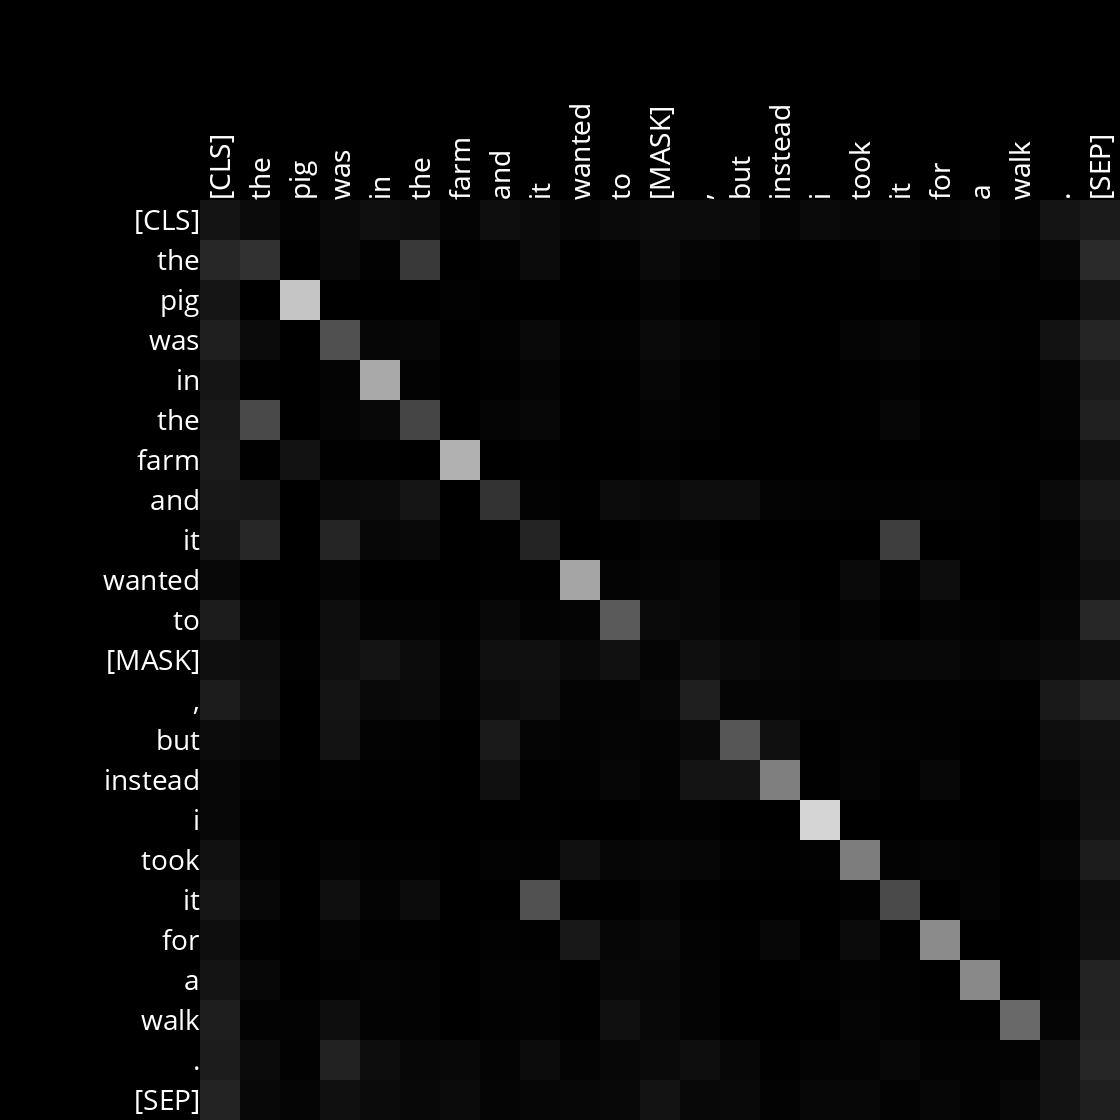 [CLS] the pig was in the farm and it wanted to [MASK] , but instead i took it for a walk . [SEP]
[CLS]
the
pig
was
in
the
farm
and
it
wanted
to
[MASK]
,
but
instead
i
took
it
for
a
walk
.
[SEP]